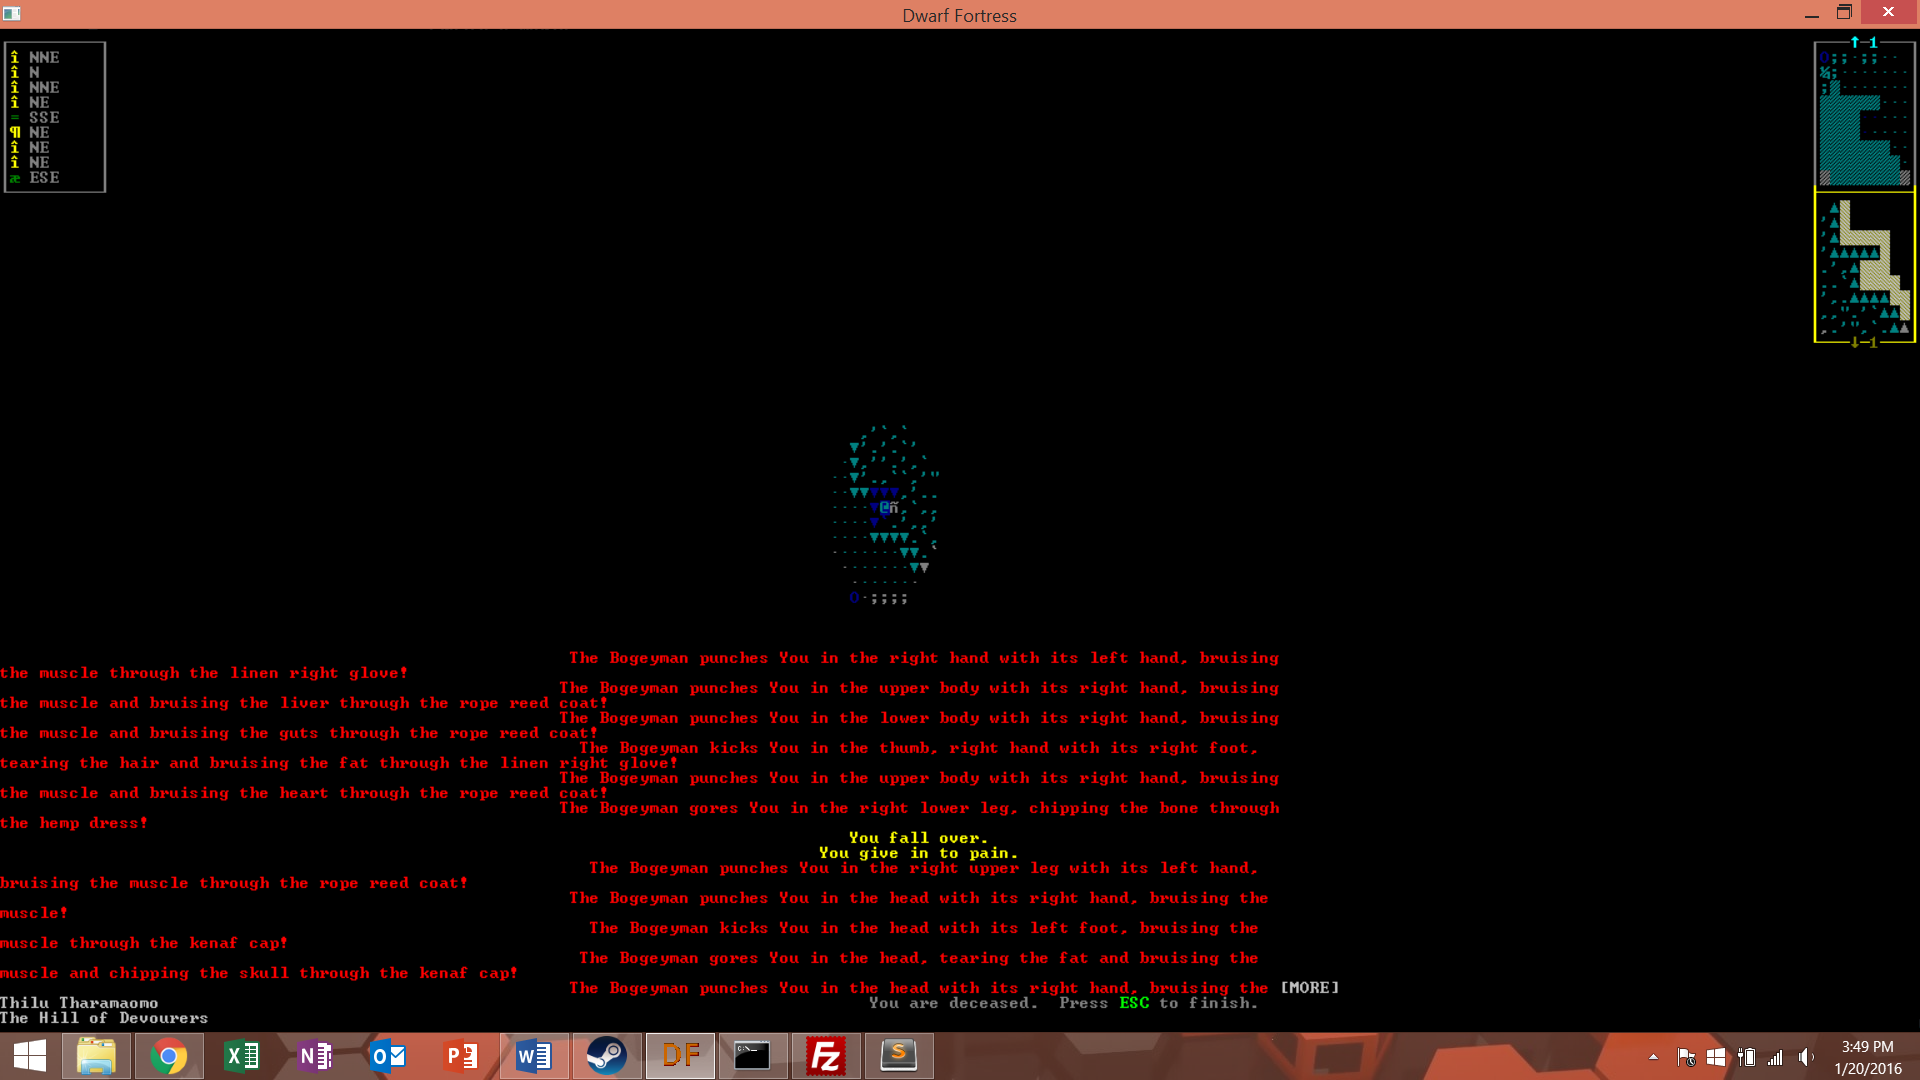 Dwarf Fortress
î NNE
î N
î NNE
î NE
= SSE
¶ NE
î NE
î NE
æ ESE
↑ 1
↓ 1
The Bogeyman punches You in the right hand with its left hand, bruising
the muscle through the linen right glove!
The Bogeyman punches You in the upper body with its right hand, bruising
the muscle and bruising the liver through the rope reed coat!
The Bogeyman punches You in the lower body with its right hand, bruising
the muscle and bruising the guts through the rope reed coat!
The Bogeyman kicks You in the thumb, right hand with its right foot,
tearing the hair and bruising the fat through the linen right glove!
The Bogeyman punches You in the upper body with its right hand, bruising
the muscle and bruising the heart through the rope reed coat!
The Bogeyman gores You in the right lower leg, chipping the bone through
the hemp dress!
You fall over.
You give in to pain.
The Bogeyman punches You in the right upper leg with its left hand,
bruising the muscle through the rope reed coat!
The Bogeyman punches You in the head with its right hand, bruising the
muscle!
The Bogeyman kicks You in the head with its left foot, bruising the
muscle through the kenaf cap!
The Bogeyman gores You in the head, tearing the fat and bruising the
muscle and chipping the skull through the kenaf cap!
The Bogeyman punches You in the head with its right hand, bruising the [MORE]
Thilu Tharamaomo
You are deceased. Press ESC to finish.
The Hill of Devourers
DF
3:49 PM
1/20/2016